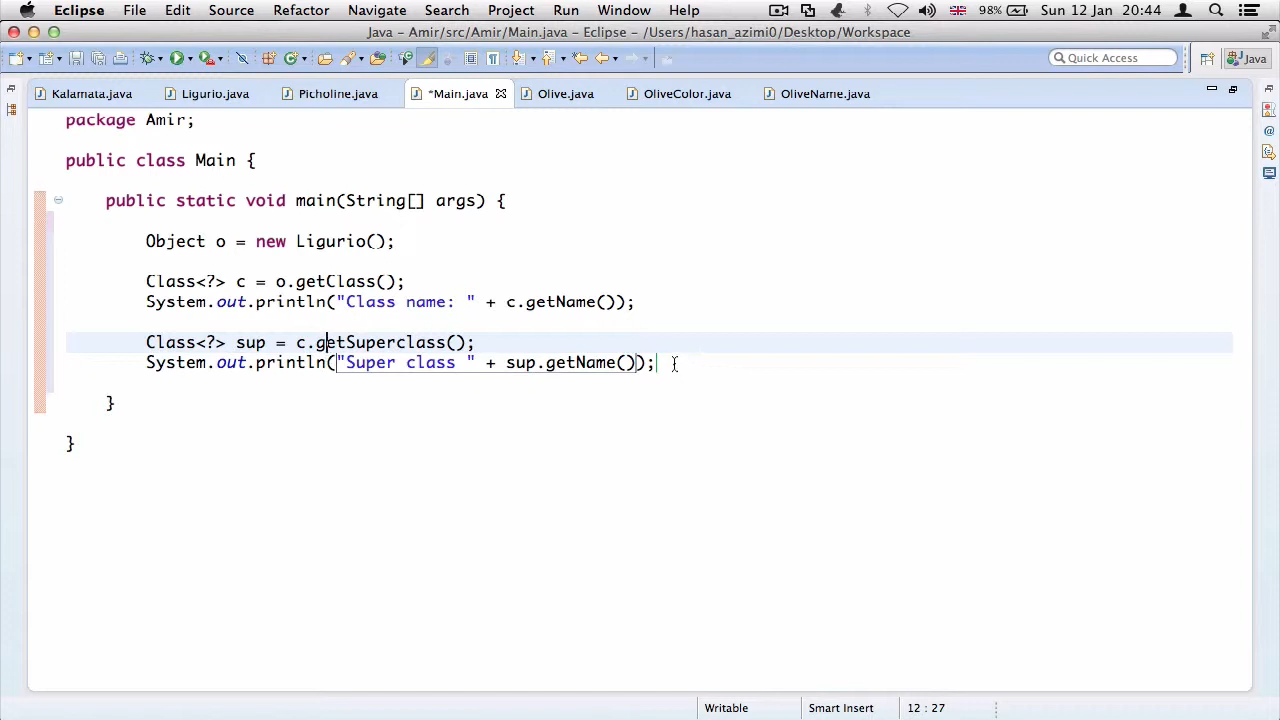 Eclipse File Edit Source Refactor Navigate Search Project Run Window Help 98% Sun 12 Jan 20:44
Java - Amir/src/Amir/Main.java - Eclipse - /Users/hasan_azimi0/Desktop/Workspace
Quick Access Java
Kalamata.java Ligurio.java Picholine.java *Main.java Olive.java OliveColor.java OliveName.java
package Amir;
public class Main {
public static void main(String[] args) {
Object o = new Ligurio();
Class<?> c = o.getClass();
System.out.println("Class name: " + c.getName());
Class<?> sup = c.getSuperclass();
System.out.println("Super class " + sup.getName());
}
}
Writable Smart Insert 12 : 27